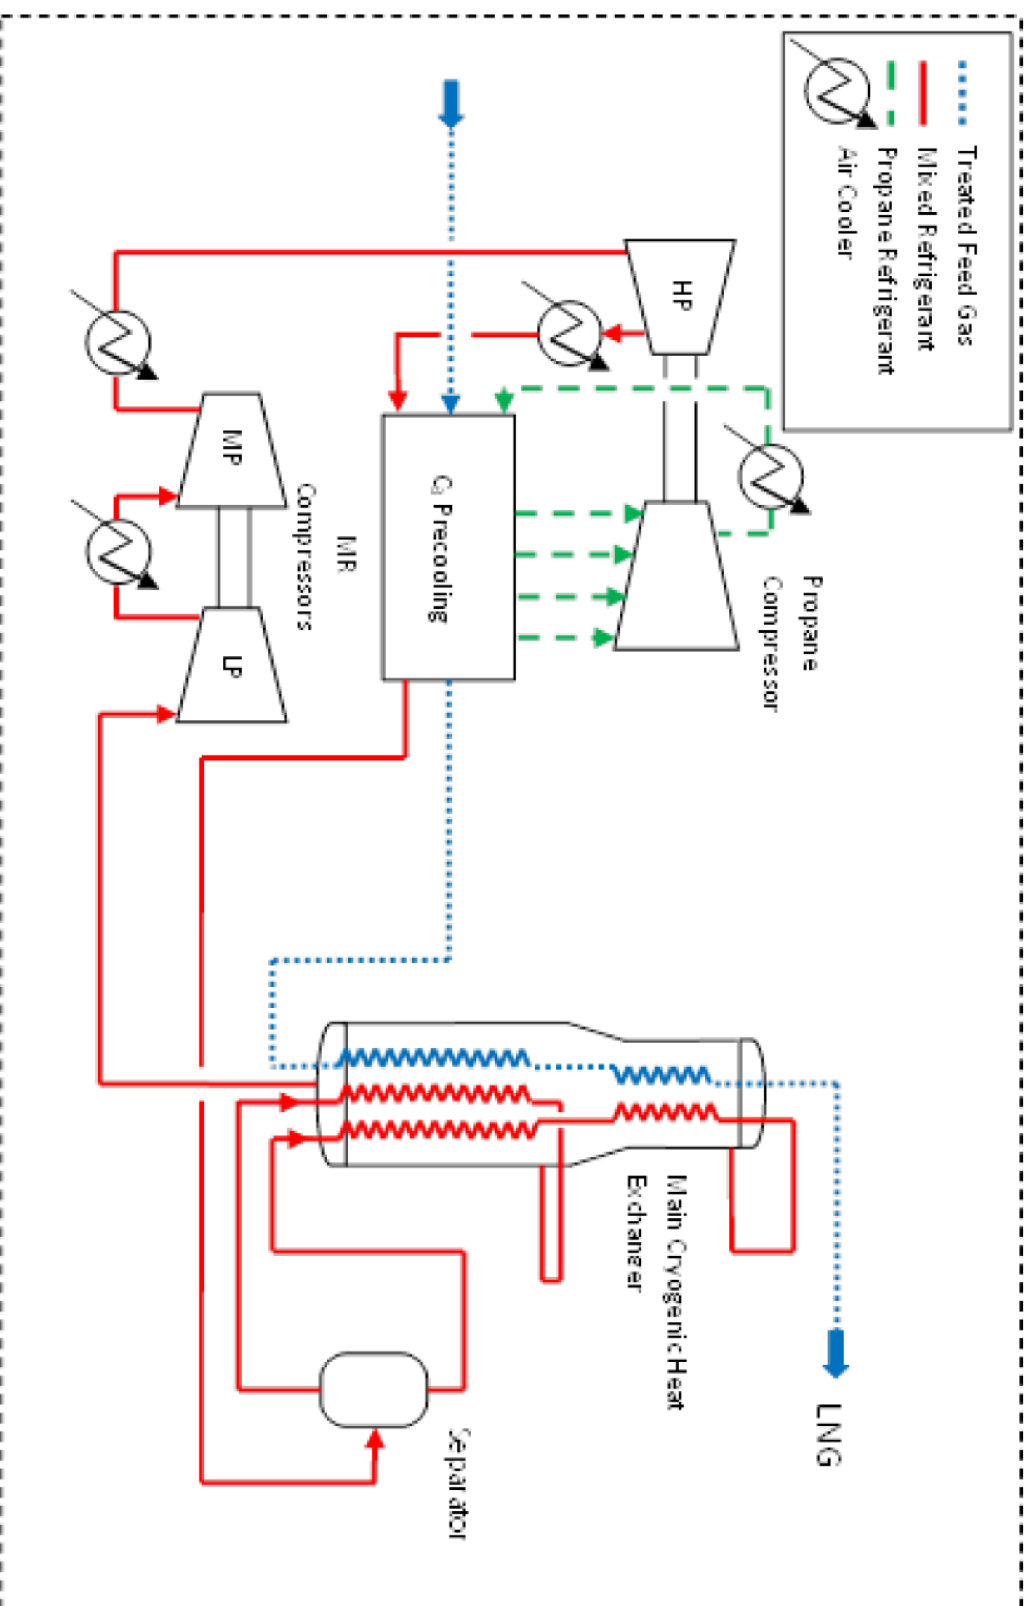 Treated Feed Gas
Mixed Refrigerant
Propane Refrigerant
Air Cooler
LNG
Propane
Compressor
HP
Main Cryogenic Heat
Exchanger
C₃ Precooling
Separator
MR
Compressors
MP
LP